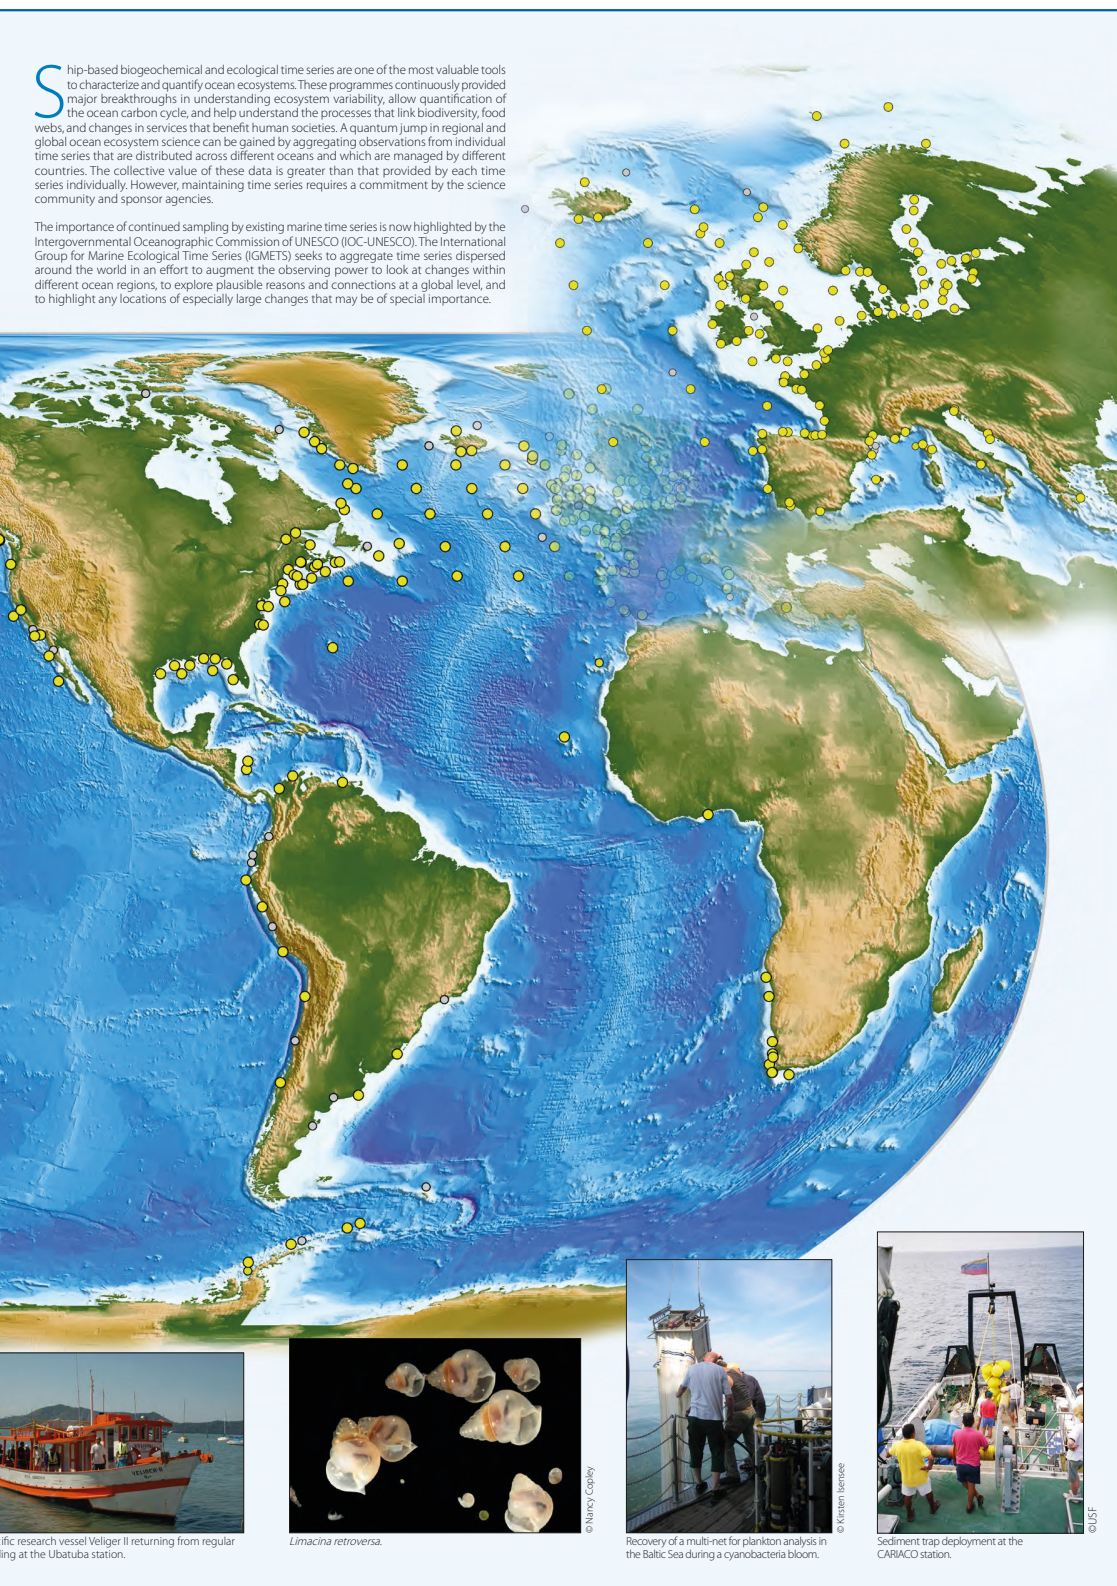 Ship-based biogeochemical and ecological time series are one of the most valuable tools
to characterize and quantify ocean ecosystems. These programmes continuously provided
major breakthroughs in understanding ecosystem variability, allow quantification of
the ocean carbon cycle, and help understand the processes that link biodiversity, food
webs, and changes in services that benefit human societies. A quantum jump in regional and
global ocean ecosystem science can be gained by aggregating observations from individual
time series that are distributed across different oceans and which are managed by different
countries. The collective value of these data is greater than that provided by each time
series individually. However, maintaining time series requires a commitment by the science
community and sponsor agencies.
The importance of continued sampling by existing marine time series is now highlighted by the
Intergovernmental Oceanographic Commission of UNESCO (IOC-UNESCO). The International
Group for Marine Ecological Time Series (IGMETS) seeks to aggregate time series dispersed
around the world in an effort to augment the observing power to look at changes within
different ocean regions, to explore plausible reasons and connections at a global level, and
to highlight any locations of especially large changes that may be of special importance.
VELIGER II
tific research vessel Veliger II returning from regular
ling at the Ubatuba station.
© Nancy Copley
Limacina retroversa.
© Kirsten Isensee
Recovery of a multi-net for plankton analysis in
the Baltic Sea during a cyanobacteria bloom.
©USF
Sediment trap deployment at the
CARIACO station.